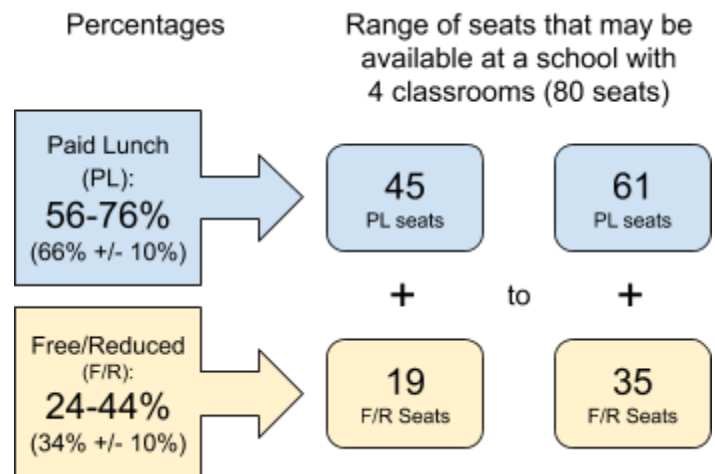 Percentages
Range of seats that may be
available at a school with
4 classrooms (80 seats)
Paid Lunch
(PL):
56-76%
(66% +/- 10%)
45
PL seats
61
PL seats
+
to
+
Free/Reduced
(F/R):
24-44%
(34% +/- 10%)
19
F/R Seats
35
F/R Seats